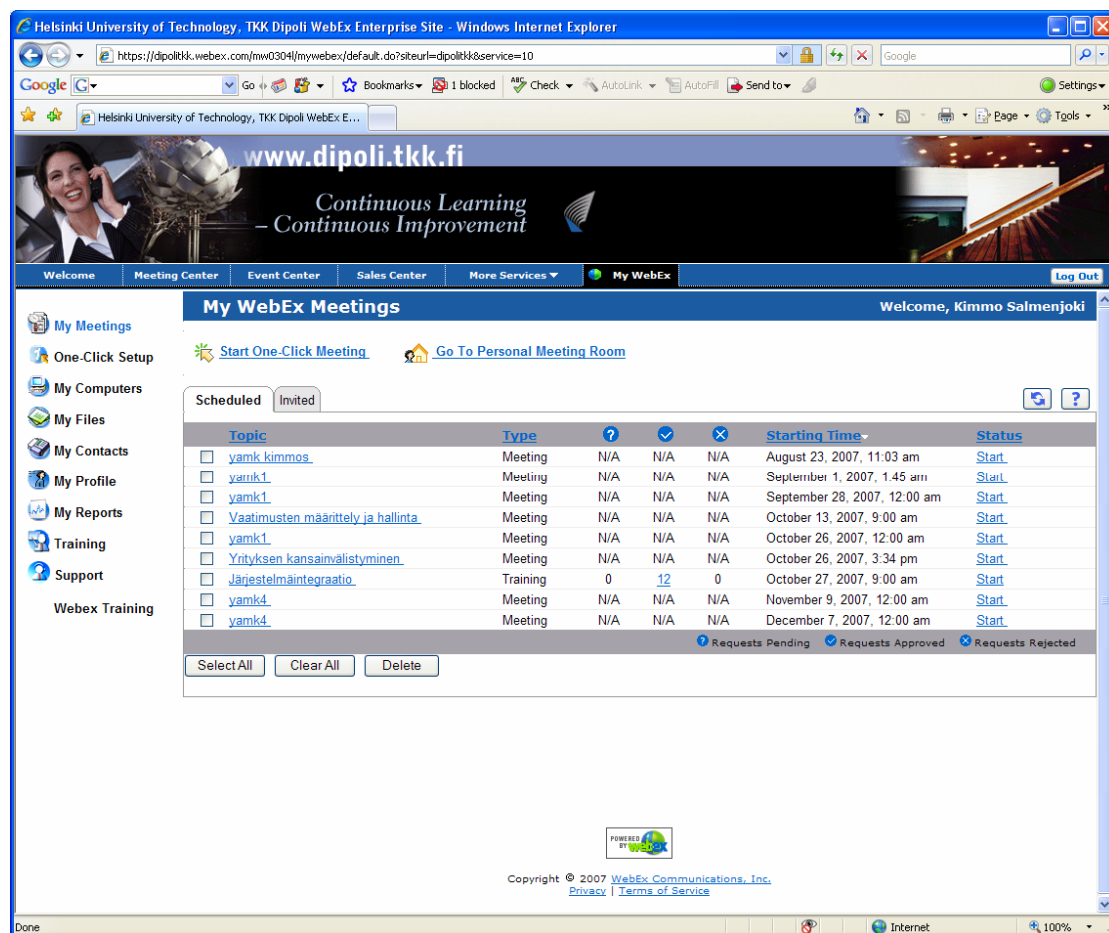 Helsinki University of Technology, TKK Dipoli WebEx Enterprise Site - Windows Internet Explorer
https://dipolitkk.webex.com/mw0304l/mywebex/default.do?siteurl=dipolitkk&service=10
Google
Google G Go Bookmarks 1 blocked ABC Check AutoLink AutoFill Send to Settings
Helsinki University of Technology, TKK Dipoli WebEx E... Page Tools »
www.dipoli.tkk.fi
Continuous Learning
– Continuous Improvement
Welcome Meeting Center Event Center Sales Center More Services My WebEx Log Out
My WebEx Meetings Welcome, Kimmo Salmenjoki
My Meetings
One-Click Setup
My Computers
My Files
My Contacts
My Profile
My Reports
Training
Support
Webex Training
Start One-Click Meeting Go To Personal Meeting Room
Scheduled Invited ?
Topic Type ? Starting Time Status
yamk kimmos Meeting N/A N/A N/A August 23, 2007, 11:03 am Start
yamk1 Meeting N/A N/A N/A September 1, 2007, 1:45 am Start
yamk1 Meeting N/A N/A N/A September 28, 2007, 12:00 am Start
Vaatimusten määrittely ja hallinta Meeting N/A N/A N/A October 13, 2007, 9:00 am Start
yamk1 Meeting N/A N/A N/A October 26, 2007, 12:00 am Start
Yrityksen kansainvälistyminen Meeting N/A N/A N/A October 26, 2007, 3:34 pm Start
Järjestelmäintegraatio Training 0 12 0 October 27, 2007, 9:00 am Start
yamk4 Meeting N/A N/A N/A November 9, 2007, 12:00 am Start
yamk4 Meeting N/A N/A N/A December 7, 2007, 12:00 am Start
? Requests Pending Requests Approved Requests Rejected
Select All Clear All Delete
POWERED
BY webex
Copyright © 2007 WebEx Communications, Inc.
Privacy | Terms of Service
Done Internet 100%